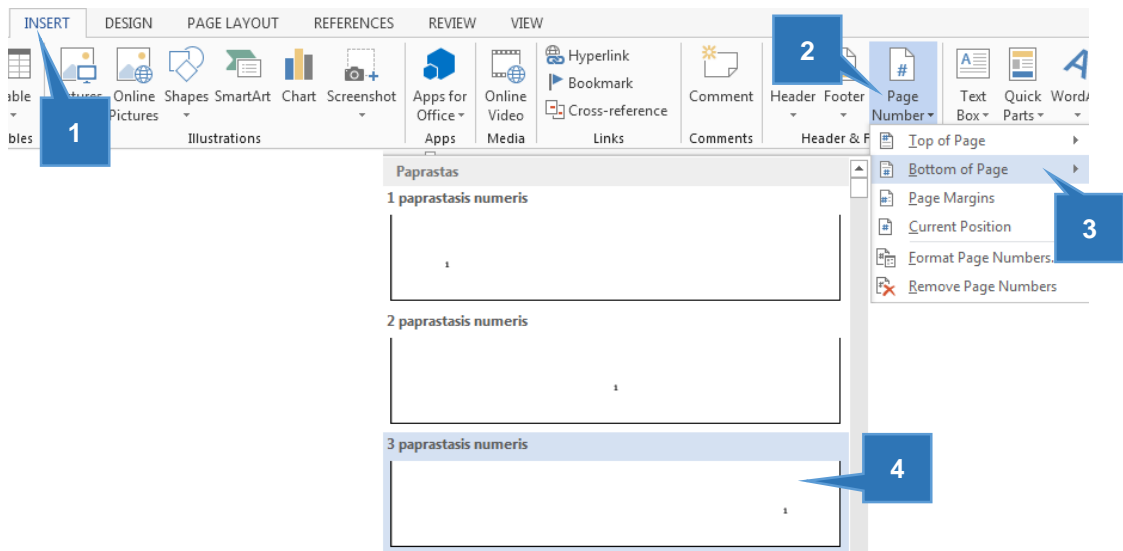 INSERT DESIGN PAGE LAYOUT REFERENCES REVIEW VIEW
Online Pictures
Shapes
SmartArt
Chart
Screenshot
Illustrations
Apps for Office
Apps
Online Video
Media
Hyperlink
Bookmark
Cross-reference
Links
Comment
Comments
Header
Footer
Page Number
Header &
Text Box
Quick Parts
1
2
Top of Page
Bottom of Page
Page Margins
Current Position
Format Page Numbers.
Remove Page Numbers
3
Paprastas
1 paprastasis numeris
1
2 paprastasis numeris
1
3 paprastasis numeris
1
4